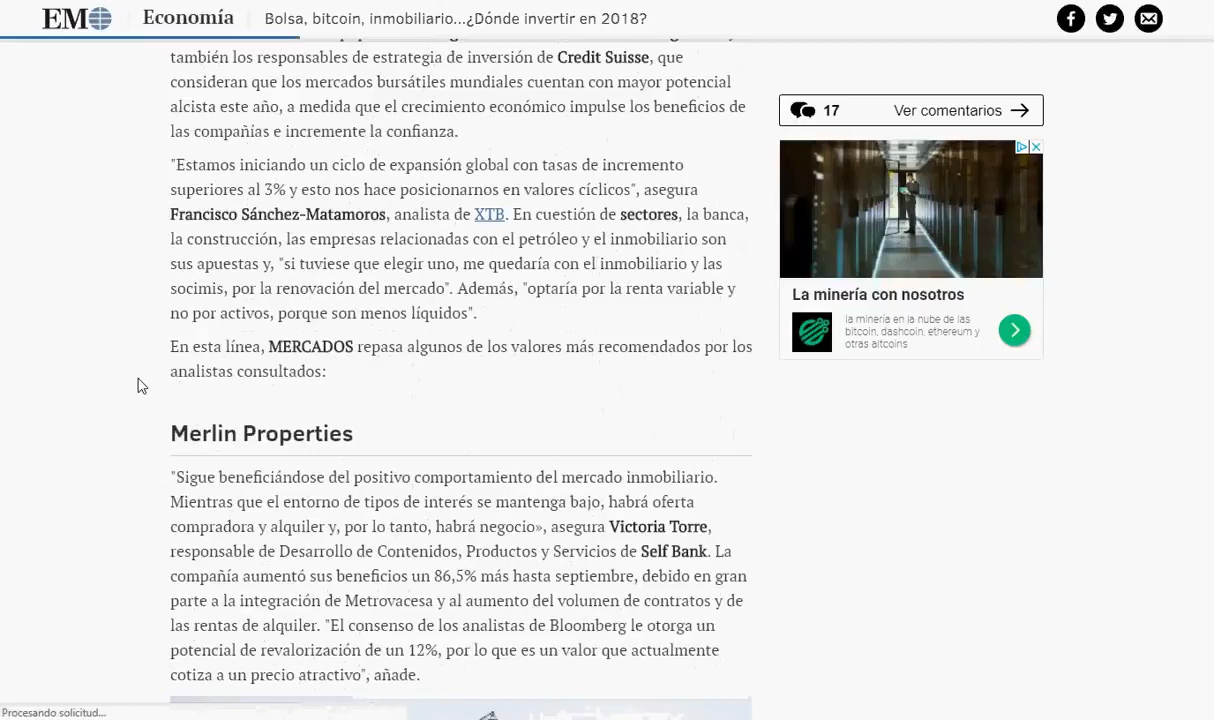 EM Economía Bolsa, bitcoin, inmobiliario...¿Dónde invertir en 2018?
también los responsables de estrategia de inversión de Credit Suisse, que
consideran que los mercados bursátiles mundiales cuentan con mayor potencial
alcista este año, a medida que el crecimiento económico impulse los beneficios de
las compañías e incremente la confianza.
"Estamos iniciando un ciclo de expansión global con tasas de incremento
superiores al 3% y esto nos hace posicionarnos en valores cíclicos", asegura
Francisco Sánchez-Matamoros, analista de XTB. En cuestión de sectores, la banca,
la construcción, las empresas relacionadas con el petróleo y el inmobiliario son
sus apuestas y, "si tuviese que elegir uno, me quedaría con el inmobiliario y las
socimis, por la renovación del mercado". Además, "optaría por la renta variable y
no por activos, porque son menos líquidos".
En esta línea, MERCADOS repasa algunos de los valores más recomendados por los
analistas consultados:
Merlin Properties
"Sigue beneficiándose del positivo comportamiento del mercado inmobiliario.
Mientras que el entorno de tipos de interés se mantenga bajo, habrá oferta
compradora y alquiler y, por lo tanto, habrá negocio», asegura Victoria Torre,
responsable de Desarrollo de Contenidos, Productos y Servicios de Self Bank. La
compañía aumentó sus beneficios un 86,5% más hasta septiembre, debido en gran
parte a la integración de Metrovacesa y al aumento del volumen de contratos y de
las rentas de alquiler. "El consenso de los analistas de Bloomberg le otorga un
potencial de revalorización de un 12%, por lo que es un valor que actualmente
cotiza a un precio atractivo", añade.
17 Ver comentarios
La minería con nosotros
la minería en la nube de las
bitcoin, dashcoin, ethereum y
otras altcoins
Procesando solicitud...